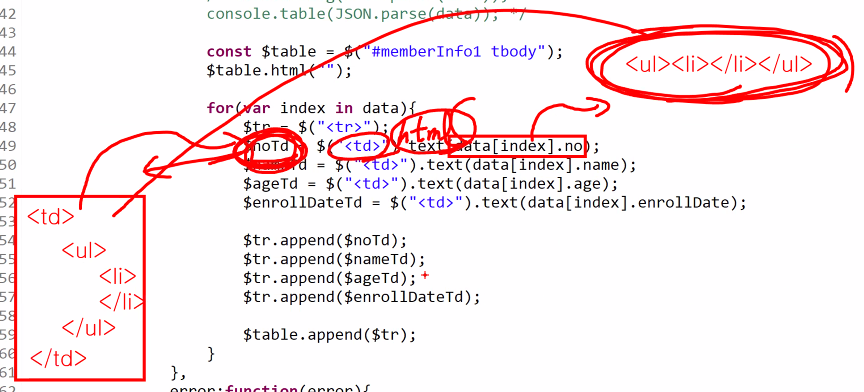 42 console.table(JSON.parse(data)); */
43
44 const $table = $("#memberInfo1 tbody");
45 $table.html("");
46
47 for(var index in data){
48 $tr = $("<tr>");
49 $noTd $("<td>" text(data[index].no);
50 = $("<td>").text(data[index].name);
51 $ageTd = $("<td>").text(data[index].age);
52 $enrollDateTd = $("<td>").text(data[index].enrollDate);
53
54 $tr.append($noTd);
55 $tr.append($nameTd);
56 $tr.append($ageTd);
57 $tr.append($enrollDateTd);
58
59 $table.append($tr);
60 }
61 },
62 error:function(error){
<ul><li></li></ul>
html(
<td>
<ul>
<li>
</li>
</ul>
</td>